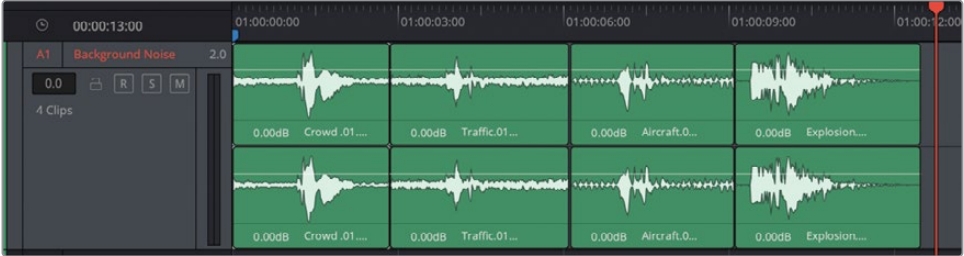 00:00:13:00
01:00:00:00 01:00:03:00 01:00:06:00 01:00:09:00 01:00:12:00
A1 Background Noise 2.0
0.0 R S M
4 Clips
0.00dB Crowd .01.... 0.00dB Traffic.01... 0.00dB Aircraft.0... 0.00dB Explosion....
0.00dB Crowd .01.... 0.00dB Traffic.01... 0.00dB Aircraft.0... 0.00dB Explosion....